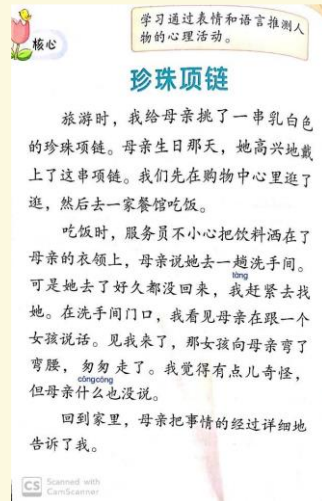 核心
学习通过表情和语言推测人
物的心理活动。
珍珠项链
旅游时，我给母亲挑了一串乳白色
的珍珠项链。母亲生日那天，她高兴地戴
上了这串项链。我们先在购物中心里逛了
逛，然后去一家餐馆吃饭。
吃饭时，服务员不小心把饮料洒在了
母亲的衣领上，母亲说她去一趟洗手间。
tàng
可是她去了好久都没回来，我赶紧去找
她。在洗手间门口，我看见母亲在跟一个
女孩说话。见我来了，那女孩向母亲弯了
弯腰，匆匆走了。我觉得有点儿奇怪，
cōngcōng
但母亲什么也没说。
回到家里，母亲把事情的经过详细地
告诉了我。
CS Scanned with
CamScanner